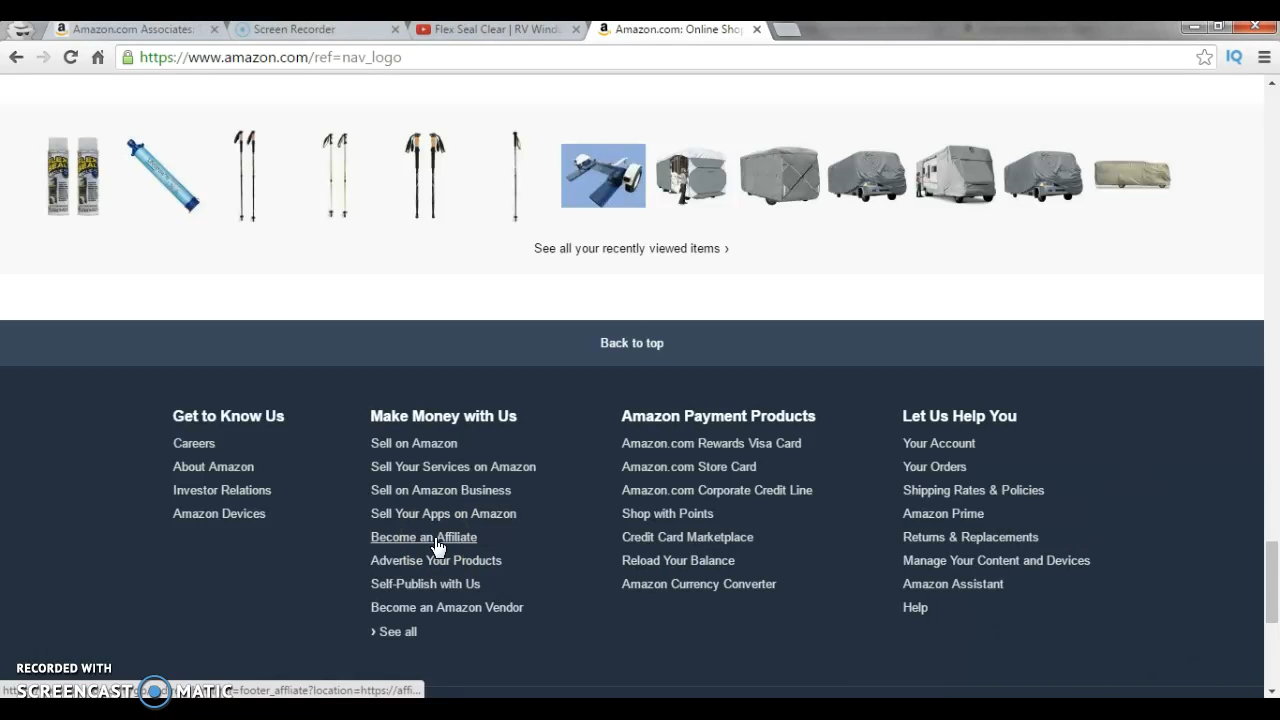 Amazon.com Associates:
Screen Recorder
Flex Seal Clear | RV Wind
Amazon.com: Online Shop
https://www.amazon.com/ref=nav_logo
IQ
See all your recently viewed items ›
Back to top
Get to Know Us
Careers
About Amazon
Investor Relations
Amazon Devices
Make Money with Us
Sell on Amazon
Sell Your Services on Amazon
Sell on Amazon Business
Sell Your Apps on Amazon
Become an Affiliate
Advertise Your Products
Self-Publish with Us
Become an Amazon Vendor
› See all
Amazon Payment Products
Amazon.com Rewards Visa Card
Amazon.com Store Card
Amazon.com Corporate Credit Line
Shop with Points
Credit Card Marketplace
Reload Your Balance
Amazon Currency Converter
Let Us Help You
Your Account
Your Orders
Shipping Rates & Policies
Amazon Prime
Returns & Replacements
Manage Your Content and Devices
Amazon Assistant
Help
RECORDED WITH
SCREENCAST MATIC
=footer_affliate?location=https://affi...